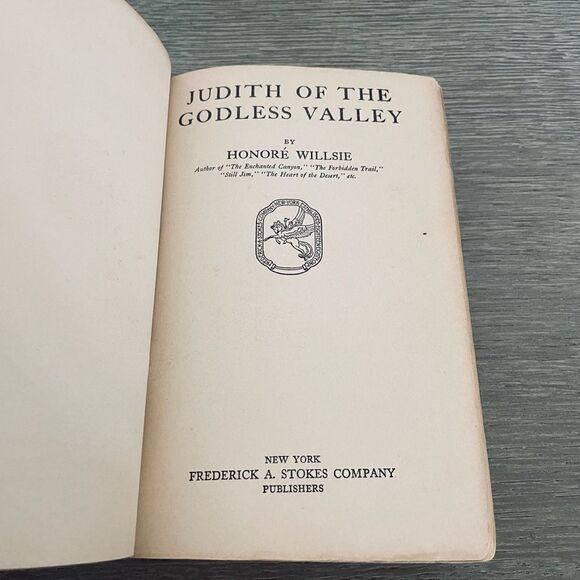 JUDITH OF THE
GODLESS VALLEY
BY
HONORÉ WILLSIE
Author of "The Enchanted Canyon," "The Forbidden Trail,"
"Still Jim," "The Heart of the Desert," etc.
NEW YORK
FREDERICK A. STOKES COMPANY
PUBLISHERS